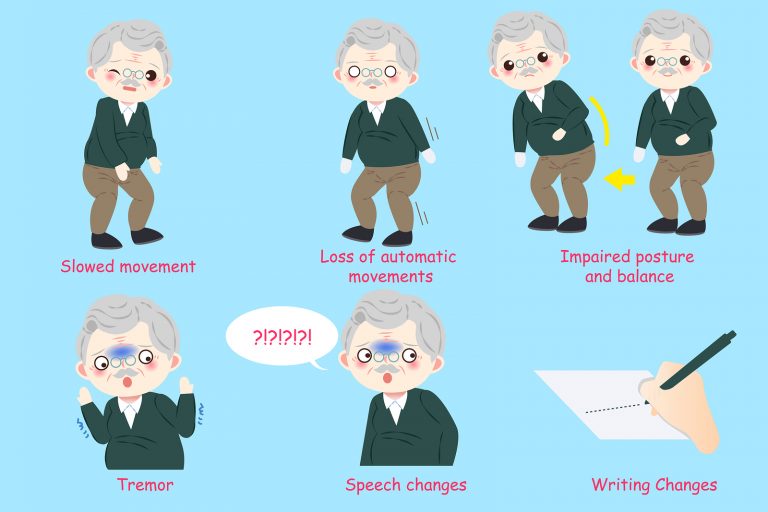 Slowed movement
Loss of automatic
movements
Impaired posture
and balance
?!?!?!?!
Tremor
Speech changes
Writing Changes